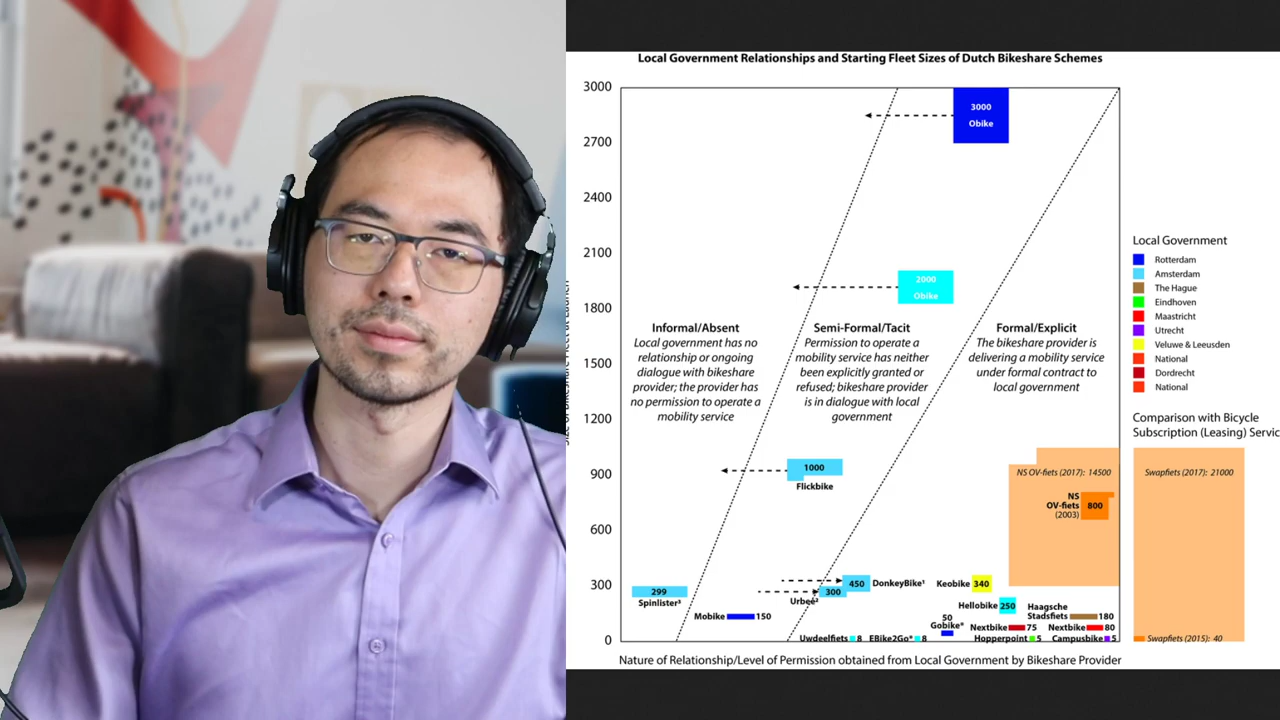 Local Government Relationships and Starting Fleet Sizes of Dutch Bikeshare Schemes
3000
2700
2400
2100
1800
1500
1200
900
600
300
0
3000
Obike
2000
Obike
Informal/Absent
Local government has no
relationship or ongoing
dialogue with bikeshare
provider; the provider has
no permission to operate a
mobility service
Semi-Formal/Tacit
Permission to operate a
mobility service has neither
been explicitly granted or
refused; bikeshare provider
is in dialogue with local
government
Formal/Explicit
The bikeshare provider is
delivering a mobility service
under formal contract to
local government
1000
Flickbike
NS OV-fiets (2017): 14500
NS
OV-fiets
(2003)
800
299
Spinlister³
450
DonkeyBike¹
300
Urbee²
Keobike
340
Mobike
150
Hellobike
250
Haagsche
Stadsfiets
180
50
Gobike*
Nextbike
75
Nextbike
80
Uwdeelfiets
8
EBike2Go*
8
Hopperpoint
5
Campusbike
5
Nature of Relationship/Level of Permission obtained from Local Government by Bikeshare Provider
Local Government
Rotterdam
Amsterdam
The Hague
Eindhoven
Maastricht
Utrecht
Veluwe & Leeusden
National
Dordrecht
National
Comparison with Bicycle
Subscription (Leasing) Servic
Swapfiets (2017): 21000
Swapfiets (2015): 40